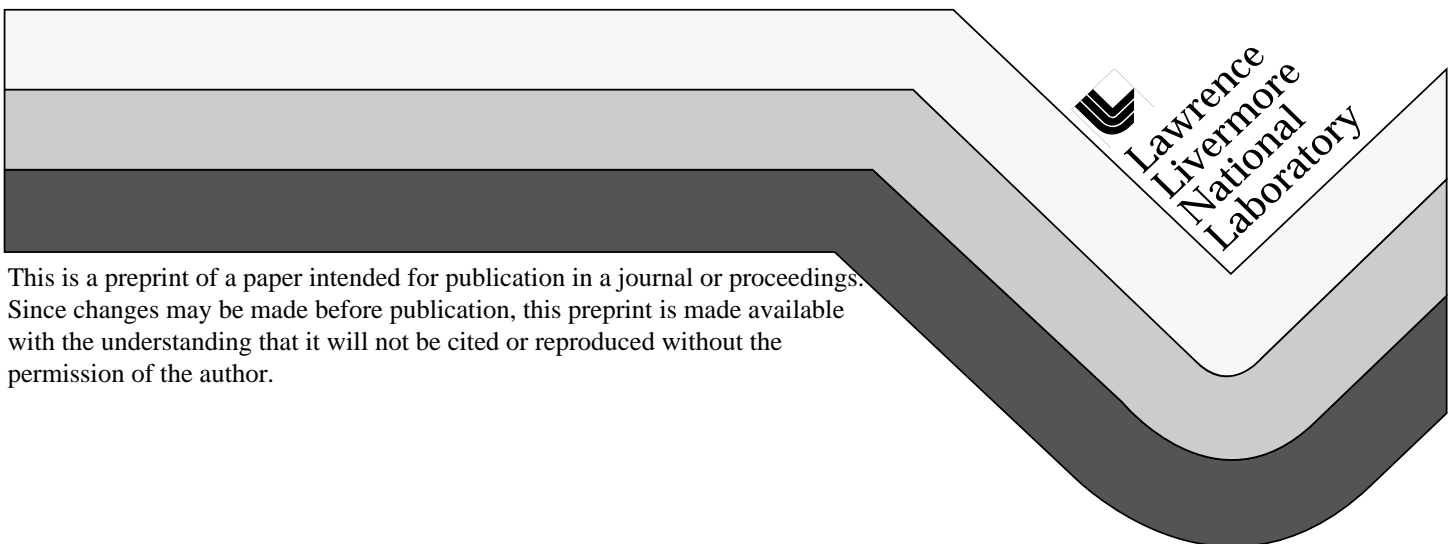 Lawrence
Livermore
National
Laboratory
This is a preprint of a paper intended for publication in a journal or proceedings.
Since changes may be made before publication, this preprint is made available
with the understanding that it will not be cited or reproduced without the
permission of the author.